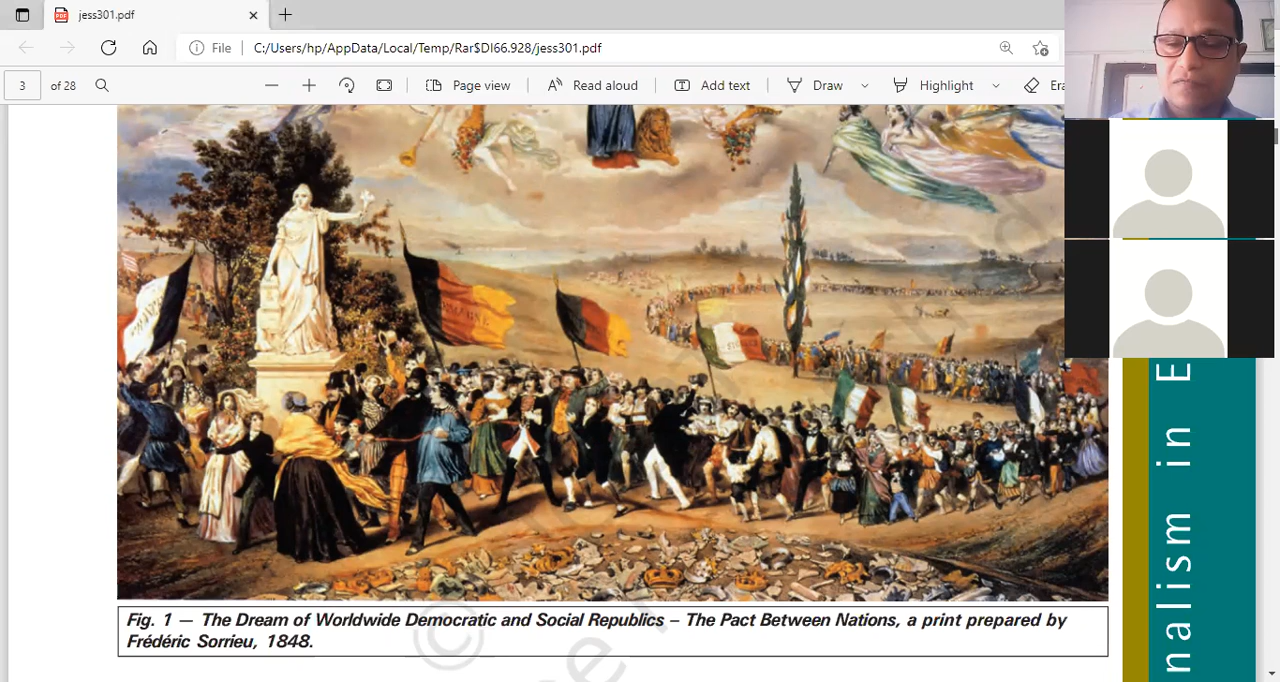 jess301.pdf
File C:/Users/hp/AppData/Local/Temp/Rar$DI66.928/jess301.pdf
3 of 28 Page view Read aloud Add text Draw Highlight Era
Fig. 1 – The Dream of Worldwide Democratic and Social Republics – The Pact Between Nations, a print prepared by
Frédéric Sorrieu, 1848.
nalism in E